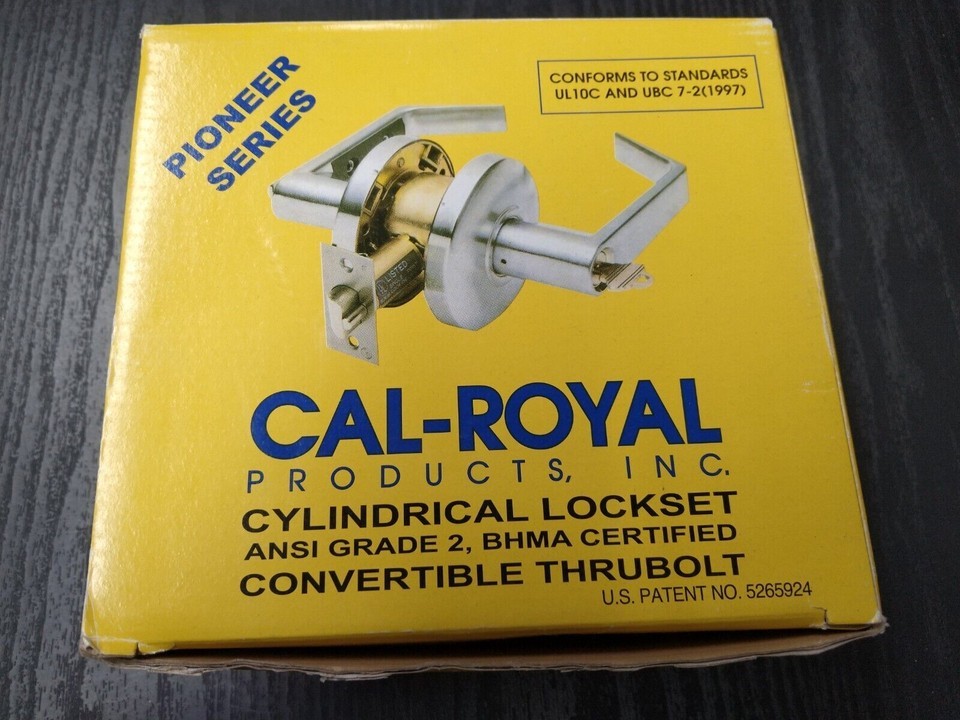 PIONEER
SERIES
CONFORMS TO STANDARDS
UL10C AND UBC 7-2(1997)
LISTED
CAL-ROYAL
PRODUCTS, INC.
CYLINDRICAL LOCKSET
ANSI GRADE 2, BHMA CERTIFIED
CONVERTIBLE THRUBOLT
U.S. PATENT NO. 5265924